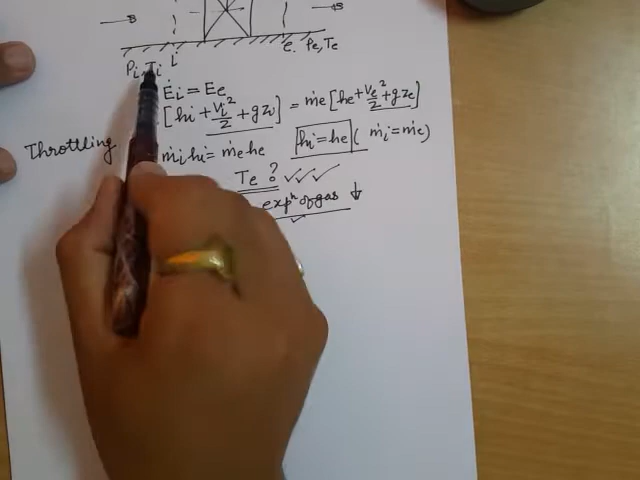 i
e. Pe, Te
Pi, Ti
Ėi = Ėe
[hi + Vi²/2 + gzi] = ṁe [he + Ve²/2 + gze]
Throttling
ṁi hi = ṁe he
hi = he (ṁi = ṁe)
Te ? ✓✓✓
expⁿ of gas ↓